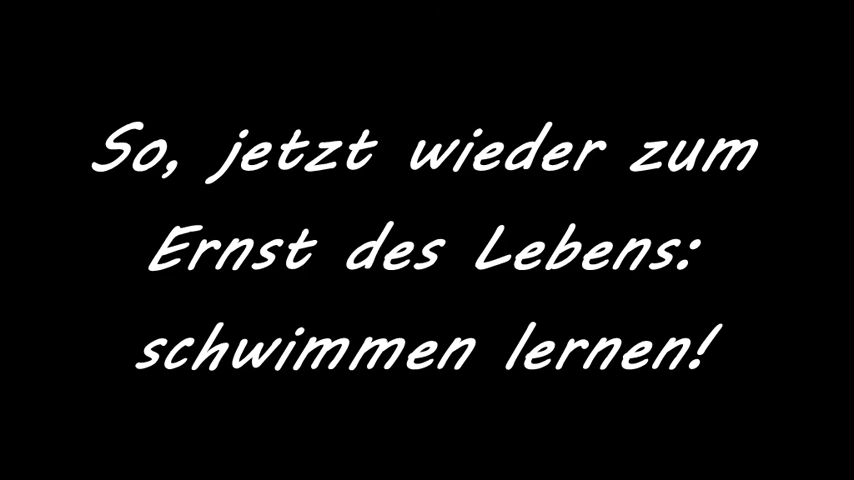 So, jetzt wieder zum
Ernst des Lebens:
schwimmen lernen!